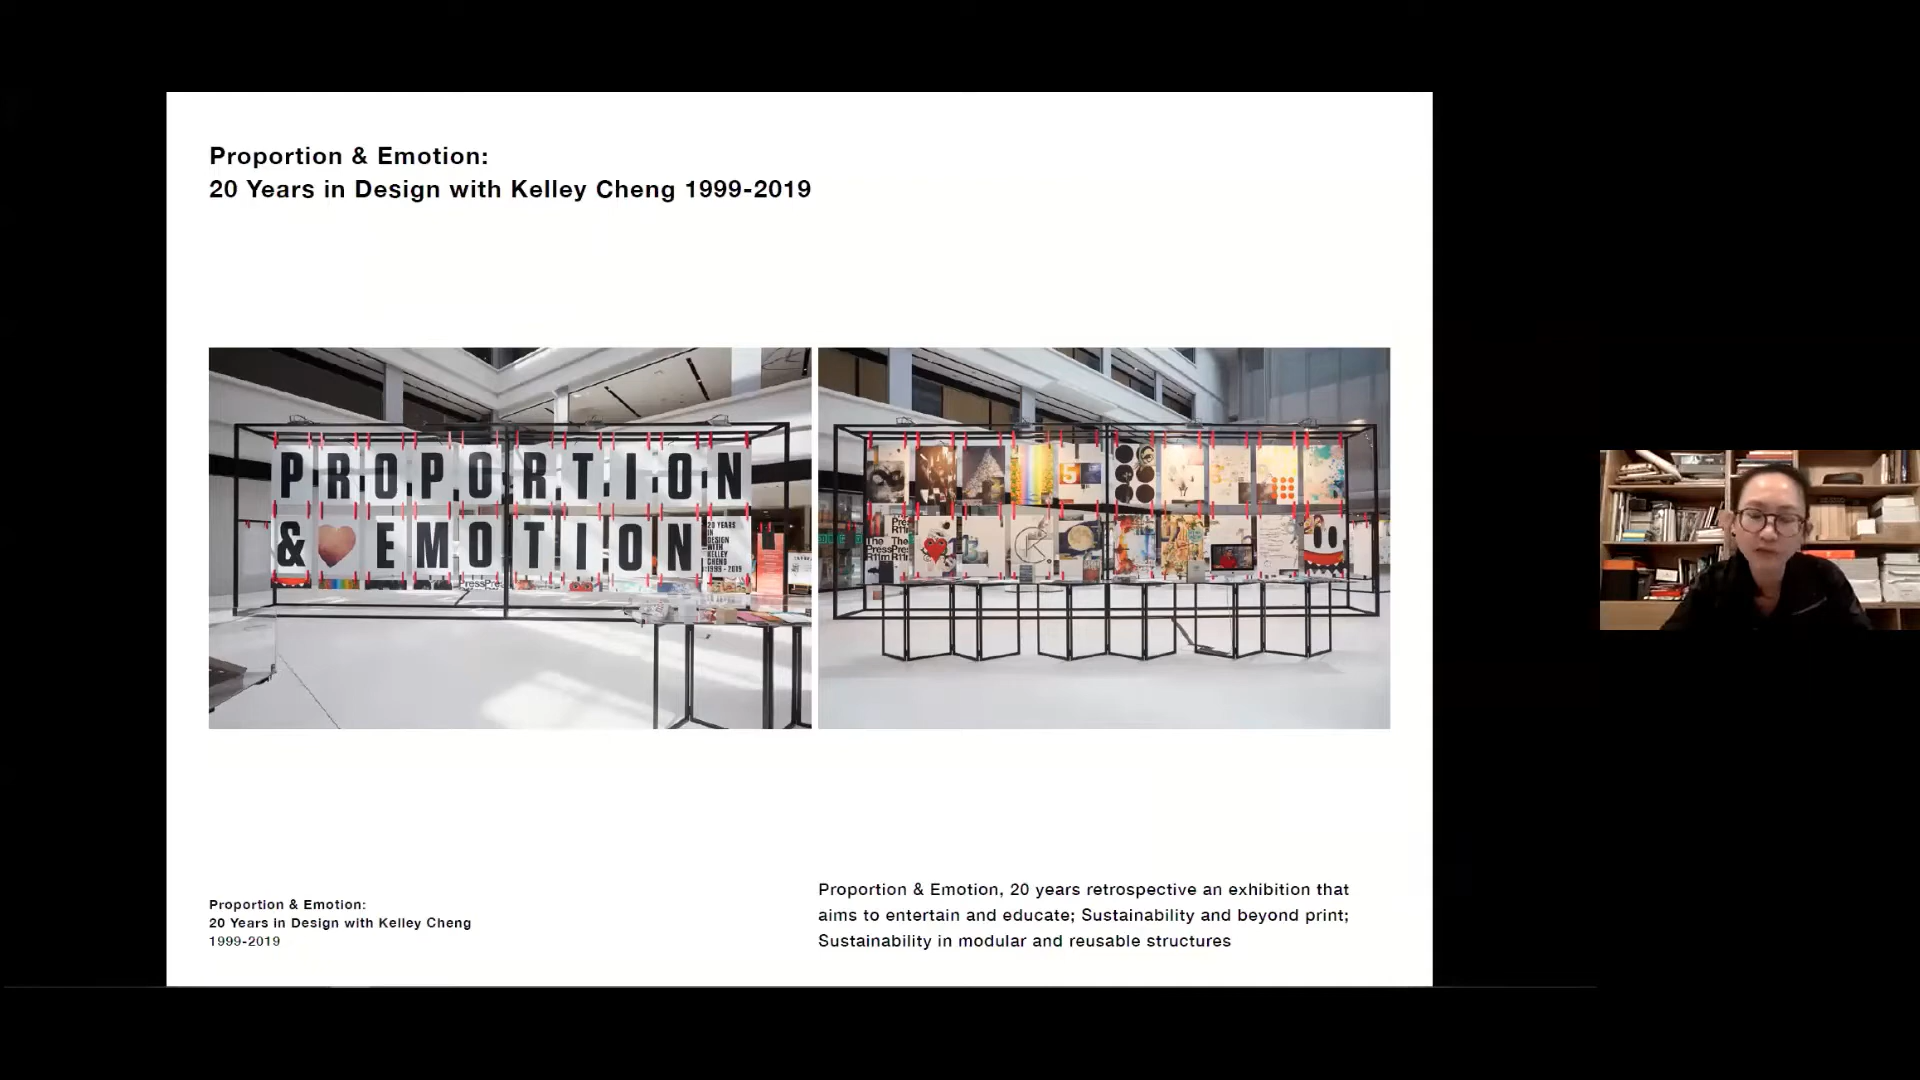 Proportion & Emotion:
20 Years in Design with Kelley Cheng 1999-2019
PROPORTION
& EMOTION
20 YEARS
IN
DESIGN
WITH
KELLEY
CHENG
1999 - 2019
The
Press
Proportion & Emotion:
20 Years in Design with Kelley Cheng
1999-2019
Proportion & Emotion, 20 years retrospective an exhibition that
aims to entertain and educate; Sustainability and beyond print;
Sustainability in modular and reusable structures